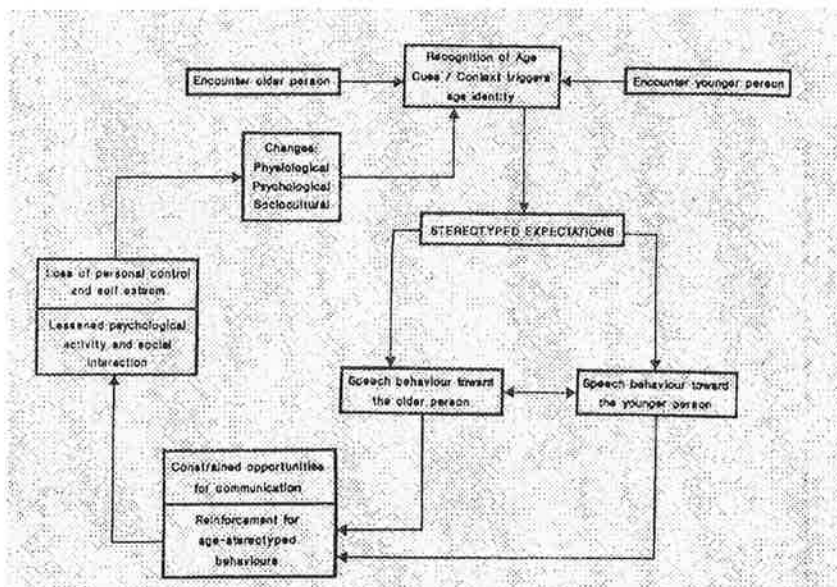 Recognition of Age
Cues / Context triggers
age identity
Encounter older person
Encounter younger person
Changes:
Physiological
Psychological
Sociocultural
STEREOTYPED EXPECTATIONS
Loss of personal control
and self esteem
Lessened psychological
activity and social
interaction
Speech behaviour toward
the older person
Speech behaviour toward
the younger person
Constrained opportunities
for communication
Reinforcement for
age-stereotyped
behaviours